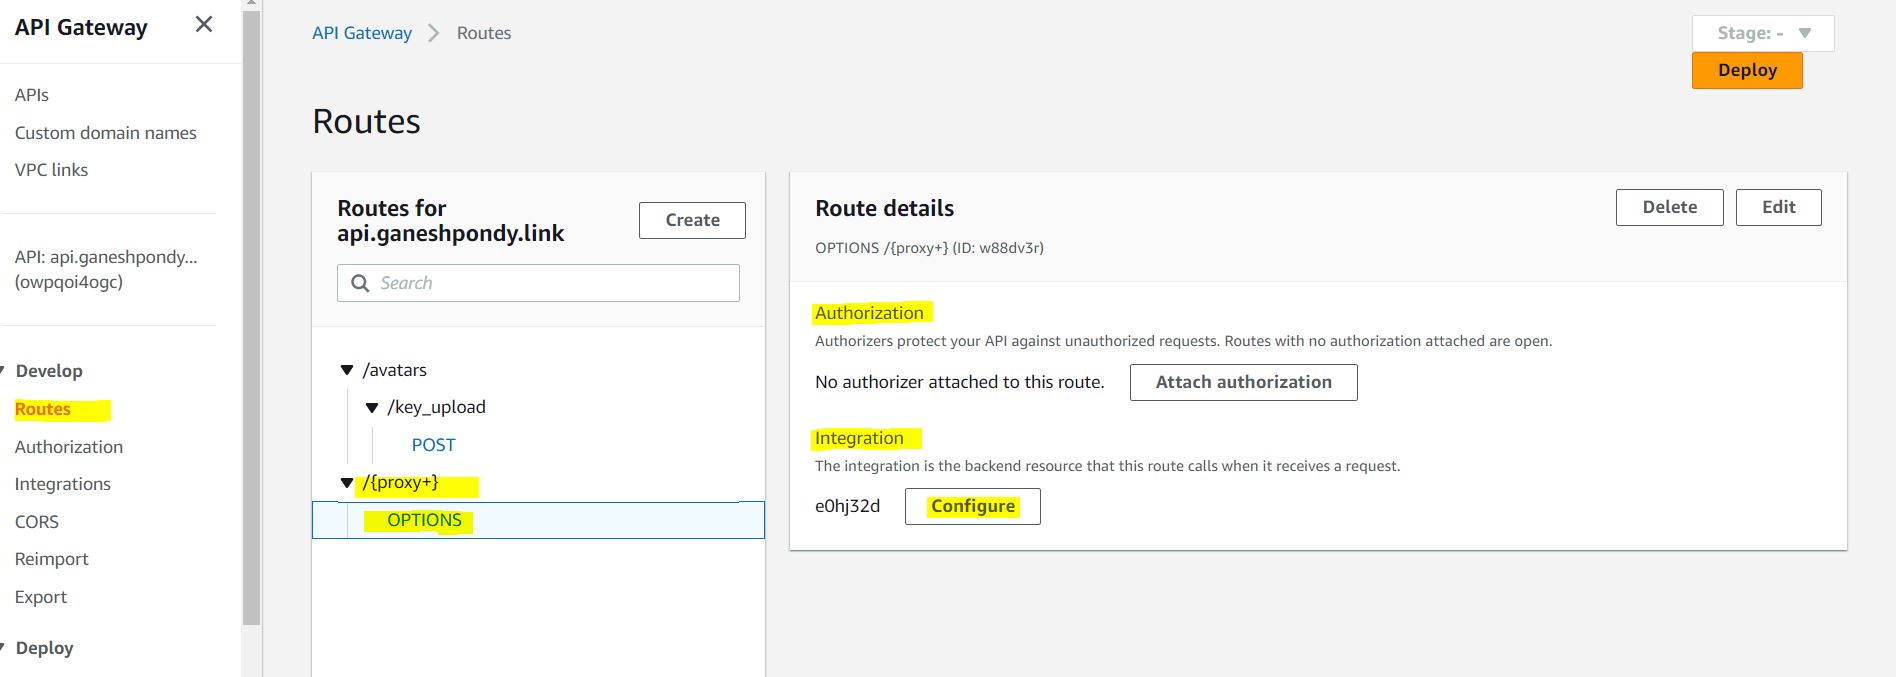 API Gateway
APIs
Custom domain names
VPC links
API: api.ganeshpondy...
(owpqoi4ogc)
Develop
Routes
Authorization
Integrations
CORS
Reimport
Export
Deploy
API Gateway > Routes
Stage: -
Deploy
Routes
Routes for
api.ganeshpondy.link
Create
Search
/avatars
/key_upload
POST
/{proxy+}
OPTIONS
Route details
Delete
Edit
OPTIONS /{proxy+} (ID: w88dv3r)
Authorization
Authorizers protect your API against unauthorized requests. Routes with no authorization attached are open.
No authorizer attached to this route.
Attach authorization
Integration
The integration is the backend resource that this route calls when it receives a request.
e0hj32d
Configure